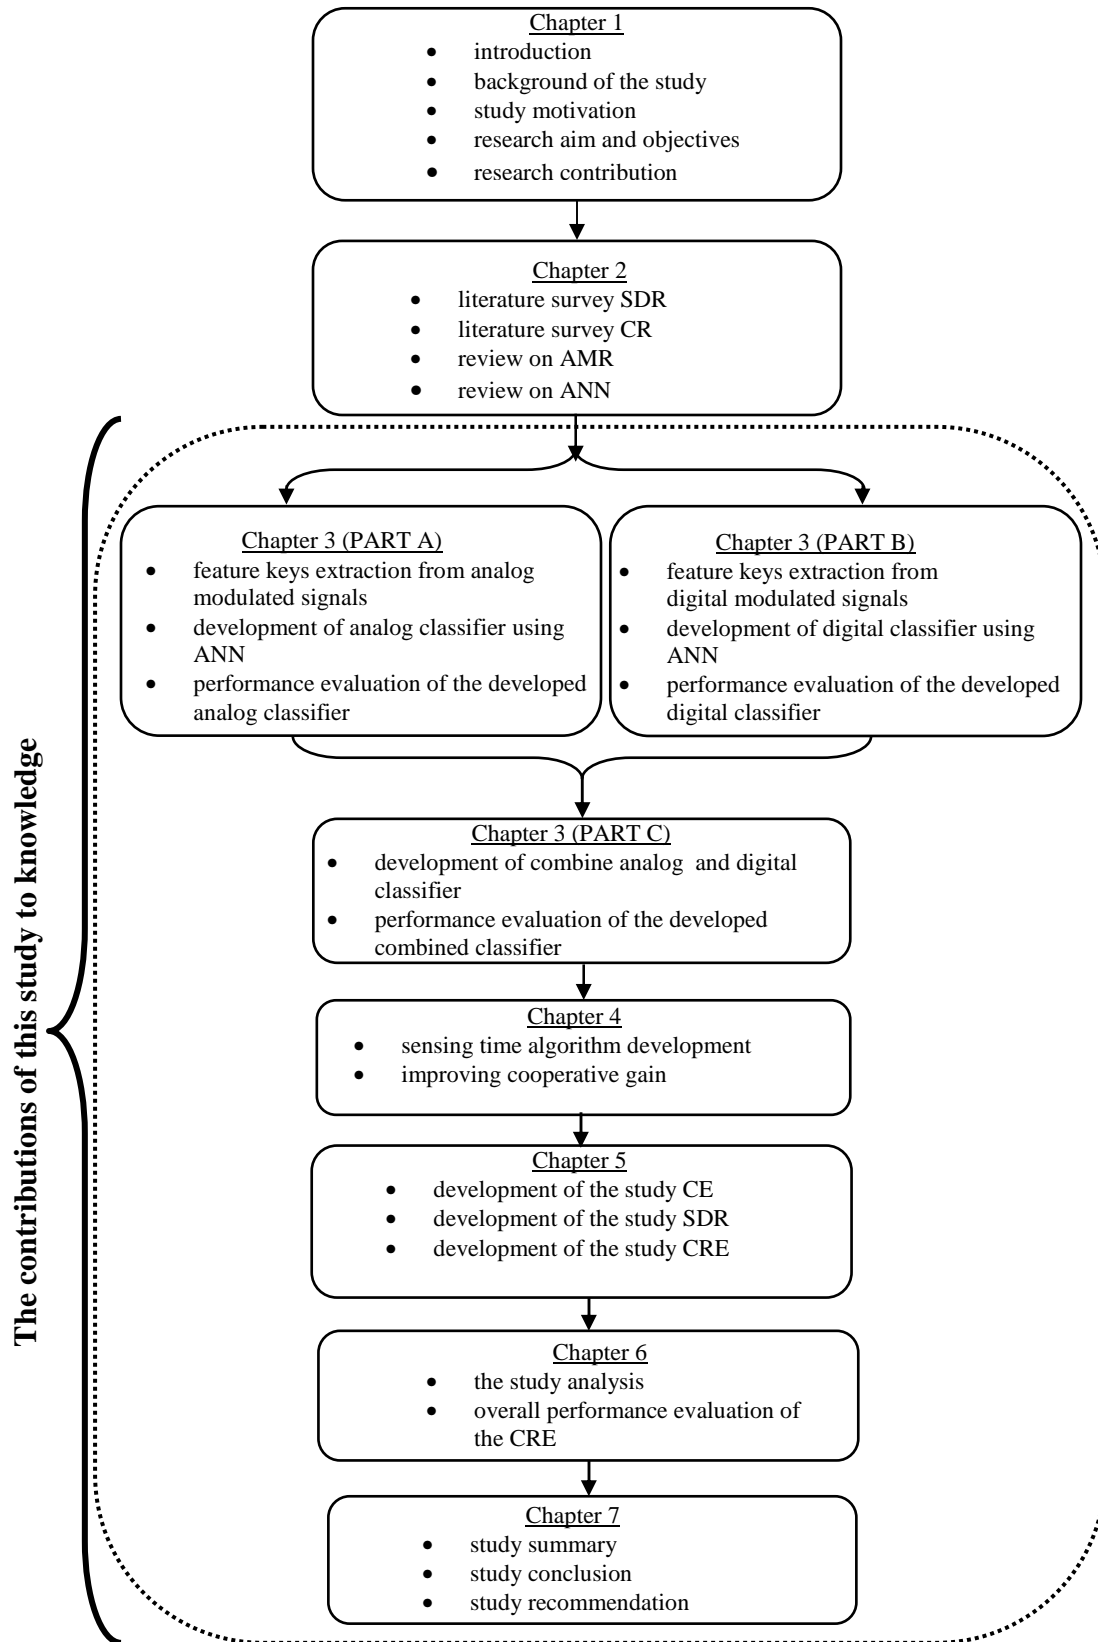 Chapter 1
• introduction
• background of the study
• study motivation
• research aim and objectives
• research contribution
Chapter 2
• literature survey SDR
• literature survey CR
• review on AMR
• review on ANN
Chapter 3 (PART A)
• feature keys extraction from analog
modulated signals
• development of analog classifier using
ANN
• performance evaluation of the developed
analog classifier
Chapter 3 (PART B)
• feature keys extraction from
digital modulated signals
• development of digital classifier using
ANN
• performance evaluation of the developed
digital classifier
Chapter 3 (PART C)
• development of combine analog and digital
classifier
• performance evaluation of the developed
combined classifier
Chapter 4
• sensing time algorithm development
• improving cooperative gain
Chapter 5
• development of the study CE
• development of the study SDR
• development of the study CRE
Chapter 6
• the study analysis
• overall performance evaluation of
the CRE
Chapter 7
• study summary
• study conclusion
• study recommendation
The contributions of this study to knowledge